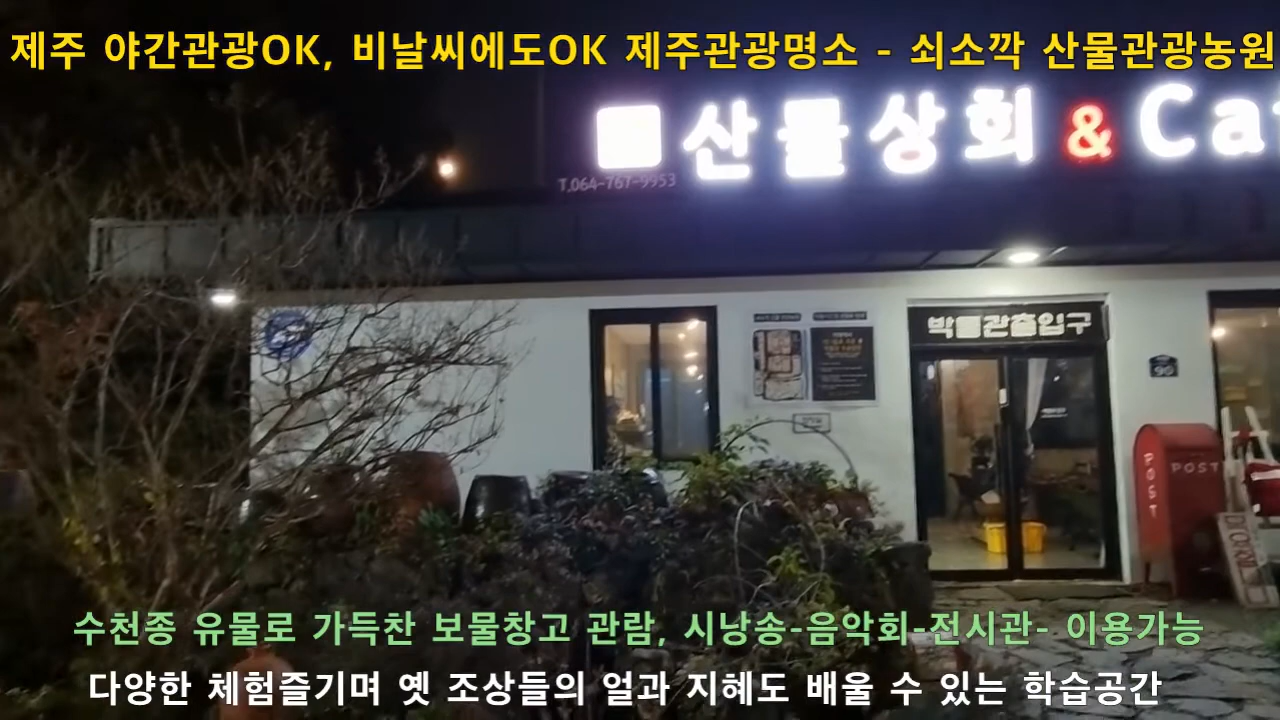 제주 야간관광OK, 비날씨에도OK 제주관광명소 - 쇠소깍 산물관광농원
산물상회 & Caf
T.064-767-9953
박물관출입구
90
POST
POST
수천종 유물로 가득찬 보물창고 관람, 시낭송-음악회-전시관- 이용가능
다양한 체험즐기며 옛 조상들의 얼과 지혜도 배울 수 있는 학습공간